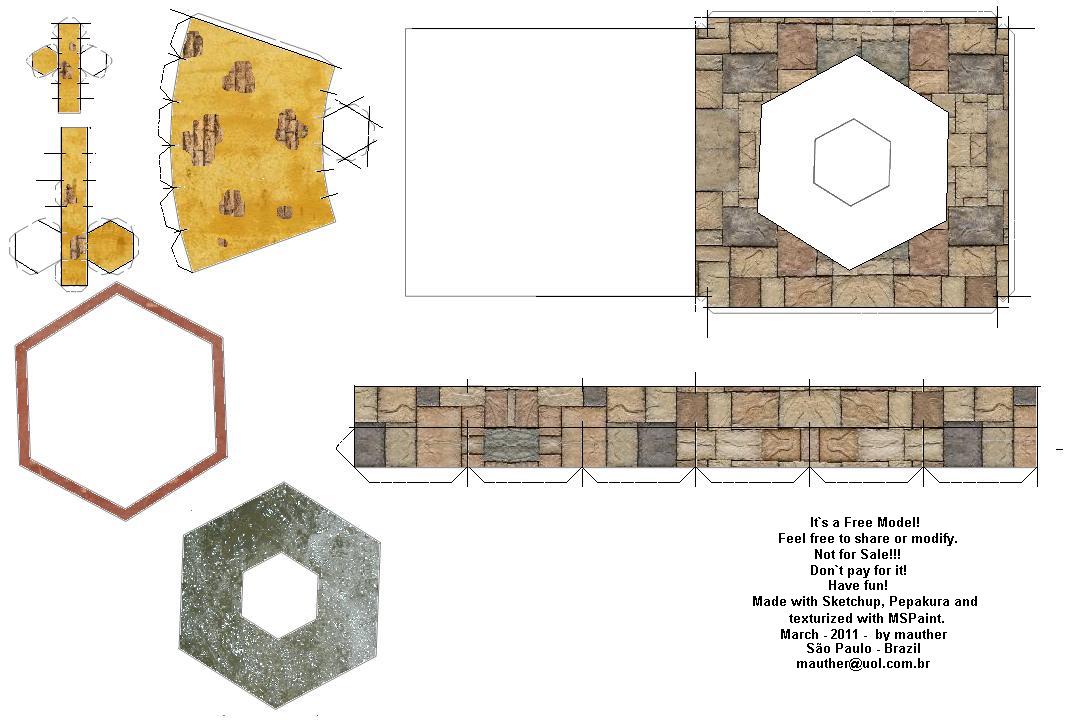 It`s a Free Model!
Feel free to share or modify.
Not for Sale!!!
Don`t pay for it!
Have fun!
Made with Sketchup, Pepakura and
texturized with MSPaint.
March - 2011 - by mauther
São Paulo - Brazil
mauther@uol.com.br